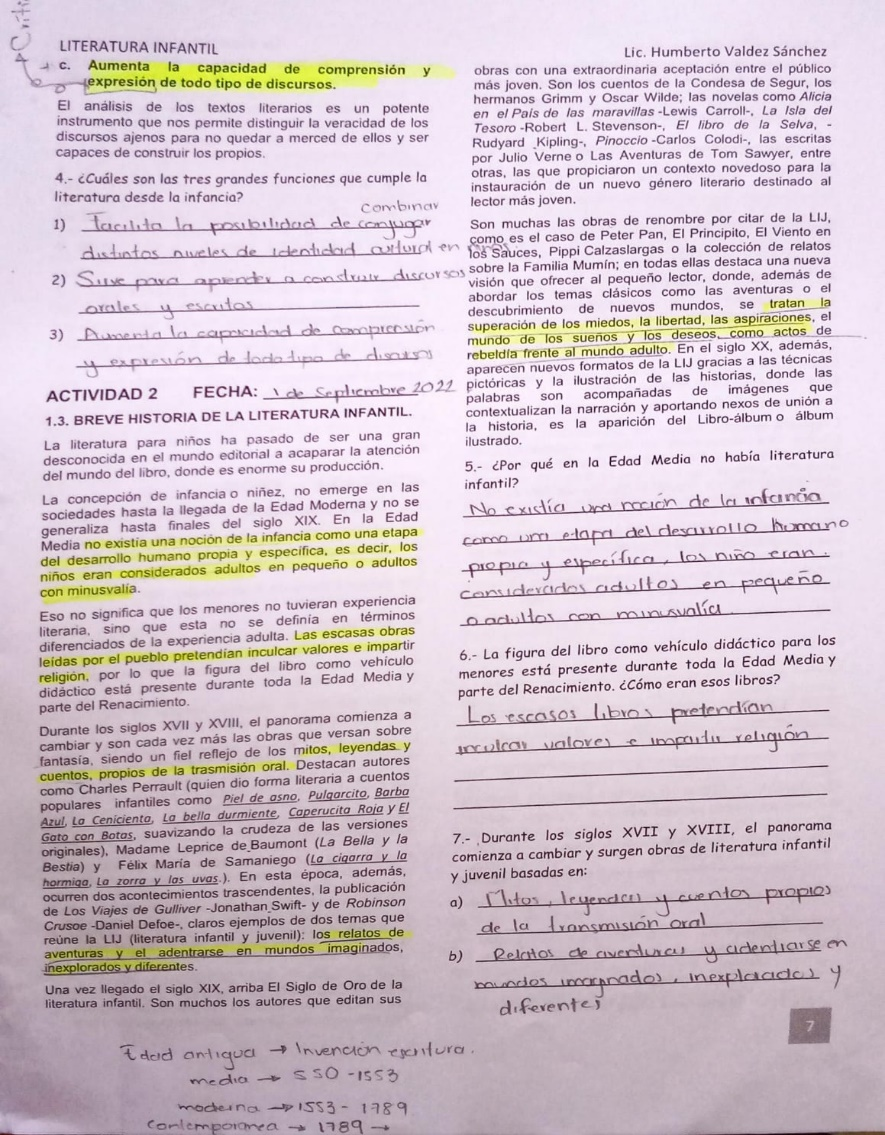 Criti
LITERATURA INFANTIL
Lic. Humberto Valdez Sánchez
c. Aumenta la capacidad de comprensión y
expresión de todo tipo de discursos.
El análisis de los textos literarios es un potente
instrumento que nos permite distinguir la veracidad de los
discursos ajenos para no quedar a merced de ellos y ser
capaces de construir los propios.
4.- ¿Cuáles son las tres grandes funciones que cumple la
literatura desde la infancia?
combinar
1) Facilita la posibilidad de conjugar
distintos niveles de identidad cultural en
2) Sirve para aprender a construir discursos
orales y escritos
3) Aumenta la capacidad de comprensión
y expresión de todo tipo de discurso
ACTIVIDAD 2 FECHA: 1 de Septiembre 2022
1.3. BREVE HISTORIA DE LA LITERATURA INFANTIL.
La literatura para niños ha pasado de ser una gran
desconocida en el mundo editorial a acaparar la atención
del mundo del libro, donde es enorme su producción.
La concepción de infancia o niñez, no emerge en las
sociedades hasta la llegada de la Edad Moderna y no se
generaliza hasta finales del siglo XIX. En la Edad
Media no existía una noción de la infancia como una etapa
del desarrollo humano propia y específica, es decir, los
niños eran considerados adultos en pequeño o adultos
con minusvalía.
Eso no significa que los menores no tuvieran experiencia
literaria, sino que esta no se definía en términos
diferenciados de la experiencia adulta. Las escasas obras
leídas por el pueblo pretendían inculcar valores e impartir
religión, por lo que la figura del libro como vehículo
didáctico está presente durante toda la Edad Media y
parte del Renacimiento.
Durante los siglos XVII y XVIII, el panorama comienza a
cambiar y son cada vez más las obras que versan sobre
fantasía, siendo un fiel reflejo de los mitos, leyendas y
cuentos, propios de la trasmisión oral. Destacan autores
como Charles Perrault (quien dio forma literaria a cuentos
populares infantiles como Piel de asno, Pulgarcito, Barba
Azul, La Cenicienta, La bella durmiente, Caperucita Roja y El
Gato con Botas, suavizando la crudeza de las versiones
originales), Madame Leprice de Baumont (La Bella y la
Bestia) y Félix María de Samaniego (La cigarra y la
hormiga, La zorra y las uvas.). En esta época, además,
ocurren dos acontecimientos trascendentes, la publicación
de Los Viajes de Gulliver -Jonathan Swift- y de Robinson
Crusoe -Daniel Defoe-, claros ejemplos de dos temas que
reúne la LIJ (literatura infantil y juvenil): los relatos de
aventuras y el adentrarse en mundos imaginados,
inexplorados y diferentes.
Una vez llegado el siglo XIX, arriba El Siglo de Oro de la
literatura infantil. Son muchos los autores que editan sus
obras con una extraordinaria aceptación entre el público
más joven. Son los cuentos de la Condesa de Segur, los
hermanos Grimm y Oscar Wilde; las novelas como Alicia
en el País de las maravillas -Lewis Carroll-, La Isla del
Tesoro -Robert L. Stevenson-, El libro de la Selva, -
Rudyard Kipling-, Pinoccio -Carlos Colodi-, las escritas
por Julio Verne o Las Aventuras de Tom Sawyer, entre
otras, las que propiciaron un contexto novedoso para la
instauración de un nuevo género literario destinado al
lector más joven.
Son muchas las obras de renombre por citar de la LIJ,
como es el caso de Peter Pan, El Principito, El Viento en
los Sauces, Pippi Calzaslargas o la colección de relatos
sobre la Familia Mumín; en todas ellas destaca una nueva
visión que ofrecer al pequeño lector, donde, además de
abordar los temas clásicos como las aventuras o el
descubrimiento de nuevos mundos, se tratan la
superación de los miedos, la libertad, las aspiraciones, el
mundo de los sueños y los deseos, como actos de
rebeldía frente al mundo adulto. En el siglo XX, además,
aparecen nuevos formatos de la LIJ gracias a las técnicas
pictóricas y la ilustración de las historias, donde las
palabras son acompañadas de imágenes que
contextualizan la narración y aportando nexos de unión a
la historia, es la aparición del Libro-álbum o álbum
ilustrado.
5.- ¿Por qué en la Edad Media no había literatura
infantil?
No existía una noción de la infancia
como una etapa del desarrollo humano
propia y específica, los niño eran
considerados adultos en pequeño
o adultos con minusvalía.
6.- La figura del libro como vehículo didáctico para los
menores está presente durante toda la Edad Media y
parte del Renacimiento. ¿Cómo eran esos libros?
Los escasos libros pretendían
inculcar valores e impartir religión
7.- Durante los siglos XVII y XVIII, el panorama
comienza a cambiar y surgen obras de literatura infantil
y juvenil basadas en:
a) Mitos, leyendas y cuentos propios
de la transmisión oral
b) Relatos de aventuras y adentrarse en
mundos imaginados, inexplorados y
diferentes
7
Edad antigua → Invención escritura.
media → 550 - 1553
moderna → 1553 - 1789
Contemporanea → 1789 →